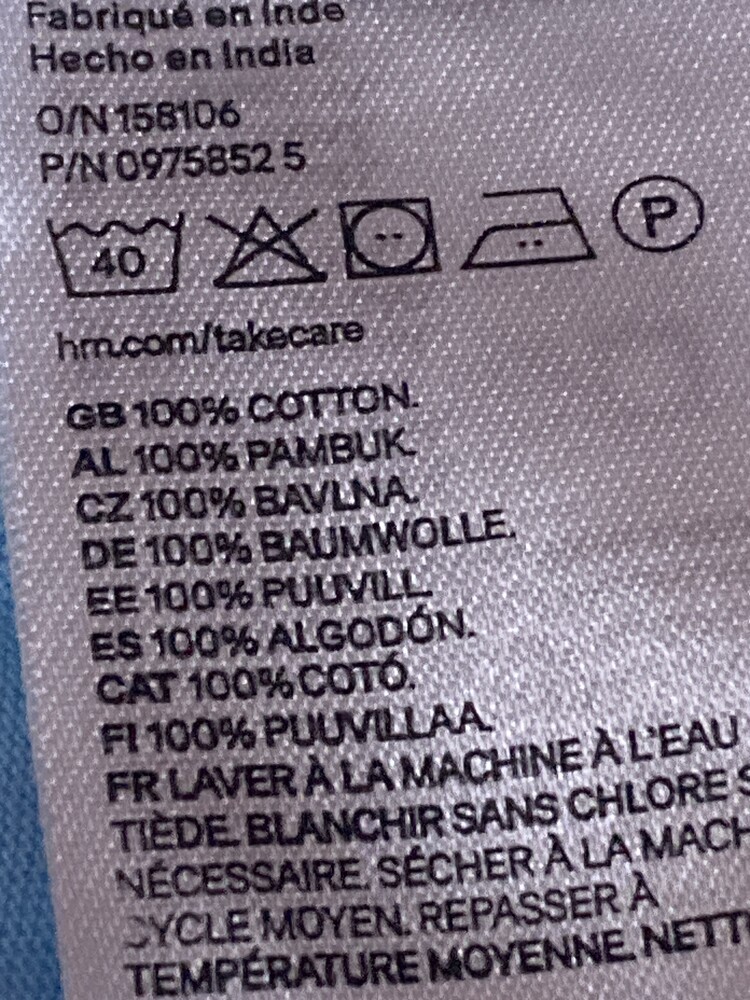 Fabriqué en Inde
Hecho en India
O/N 158106
P/N 0975852 5
40
P
hm.com/takecare
GB 100% COTTON.
AL 100% PAMBUK.
CZ 100% BAVLNA.
DE 100% BAUMWOLLE.
EE 100% PUUVILL.
ES 100% ALGODÓN.
CAT 100% COTÓ.
FI 100% PUUVILLAA.
FR LAVER À LA MACHINE À L'EAU
TIÈDE. BLANCHIR SANS CHLORE
NÉCESSAIRE. SÉCHER À LA MACH
CYCLE MOYEN. REPASSER À
TEMPÉRATURE MOYENNE. NETT